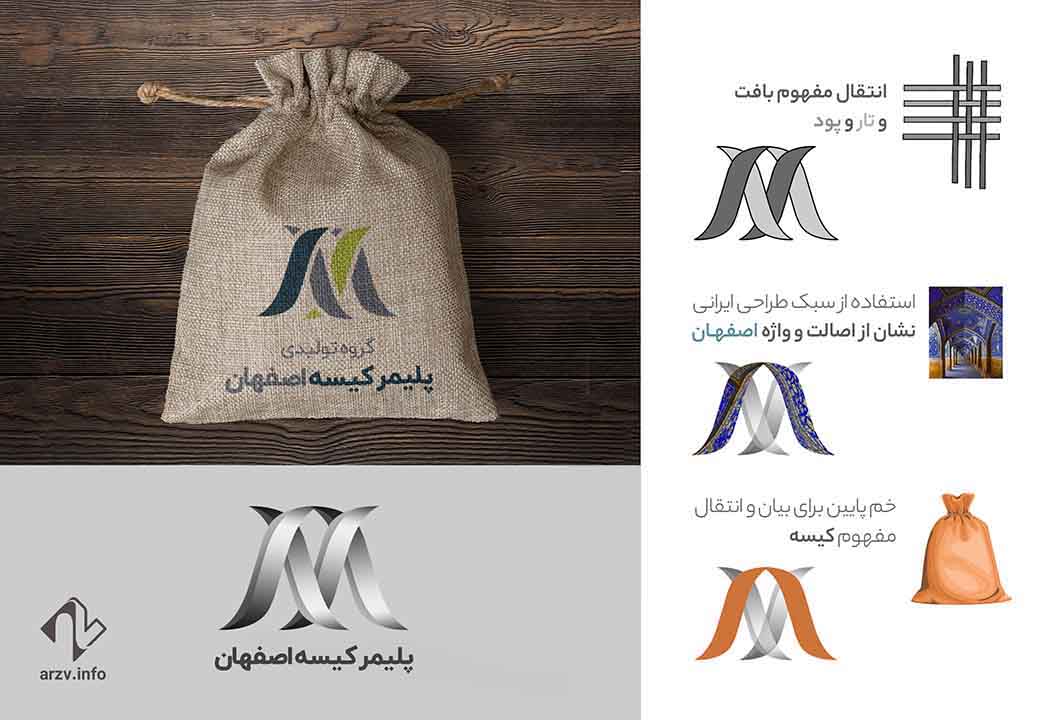 انتقال مفهوم بافت
و تار و پود
استفاده از سبک طراحی ایرانی
نشان از اصالت و واژه اصفهان
خم پایین برای بیان و انتقال
مفهوم کیسه
گروه تولیدی
پلیمر کیسه اصفهان
پلیمر کیسه اصفهان
arzv.info